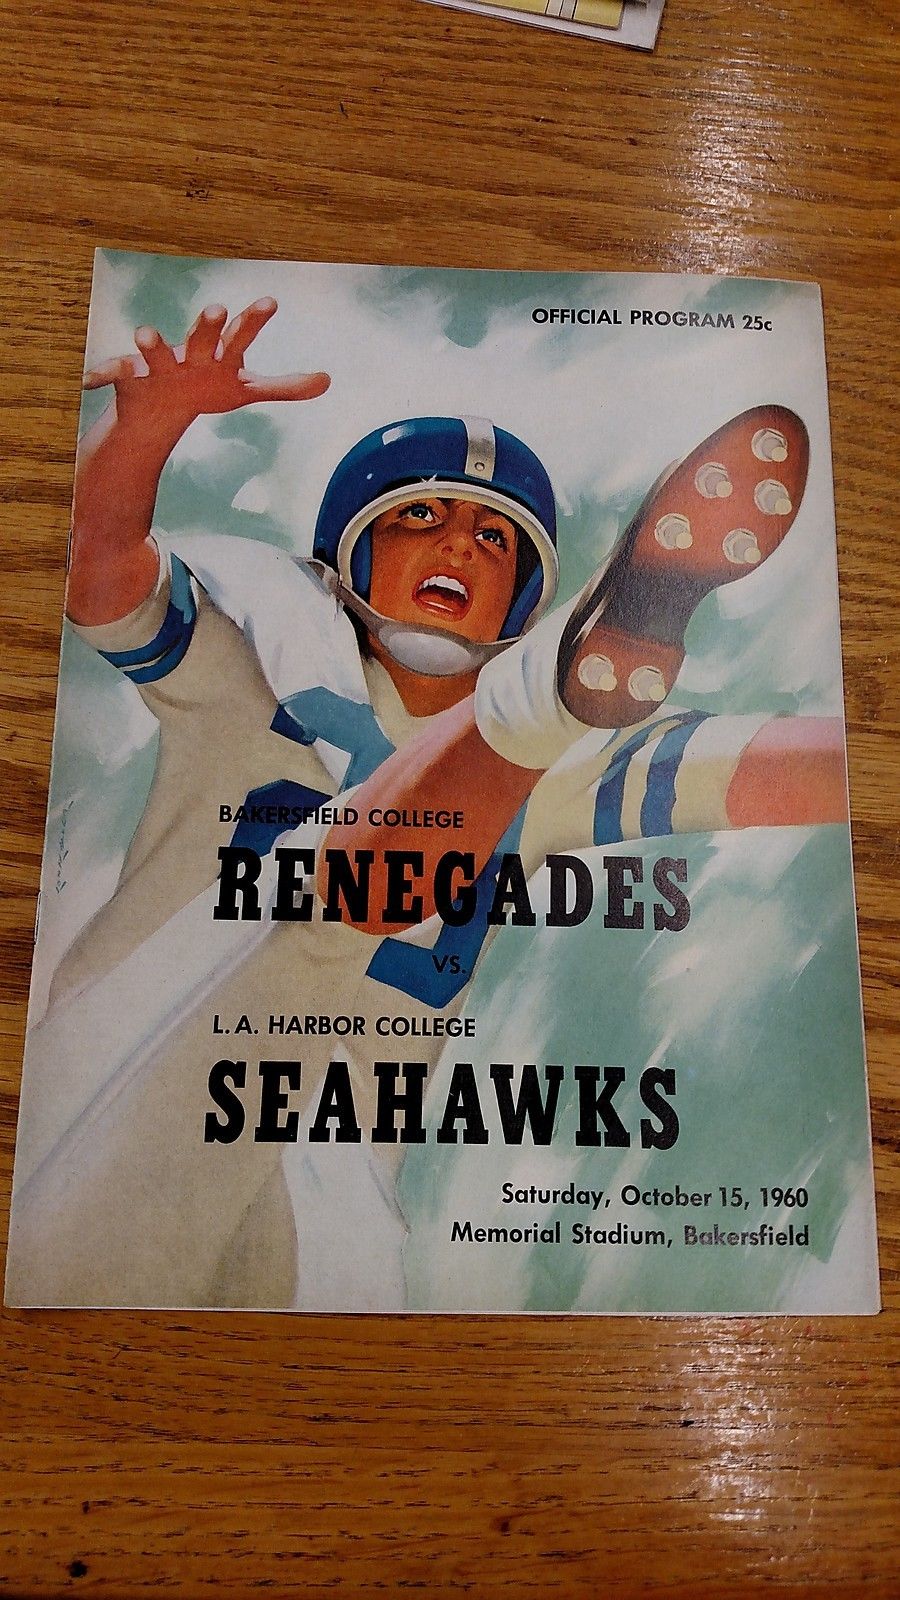 OFFICIAL PROGRAM 25c
BAKERSFIELD COLLEGE
RENEGADES
VS.
L.A. HARBOR COLLEGE
SEAHAWKS
Saturday, October 15, 1960
Memorial Stadium, Bakersfield